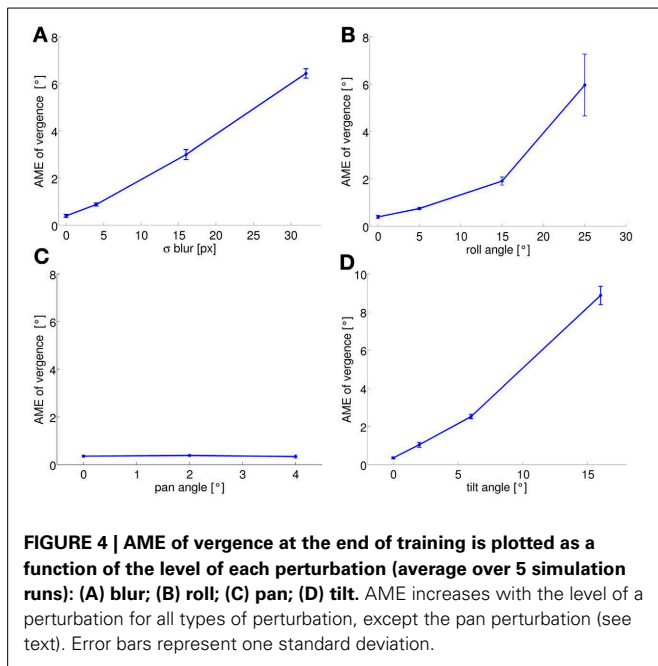 A
B
8
6
4
2
0
AME of vergence [°]
0 5 10 15 20 25 30
σ blur [px]
8
6
4
2
0
AME of vergence [°]
0 5 10 15 20 25 30
roll angle [°]
C
D
8
6
4
2
0
AME of vergence [°]
0 1 2 3 4
pan angle [°]
10
8
6
4
2
0
AME of vergence [°]
0 5 10 15
tilt angle [°]
FIGURE 4 | AME of vergence at the end of training is plotted as a
function of the level of each perturbation (average over 5 simulation
runs): (A) blur; (B) roll; (C) pan; (D) tilt. AME increases with the level of a
perturbation for all types of perturbation, except the pan perturbation (see
text). Error bars represent one standard deviation.